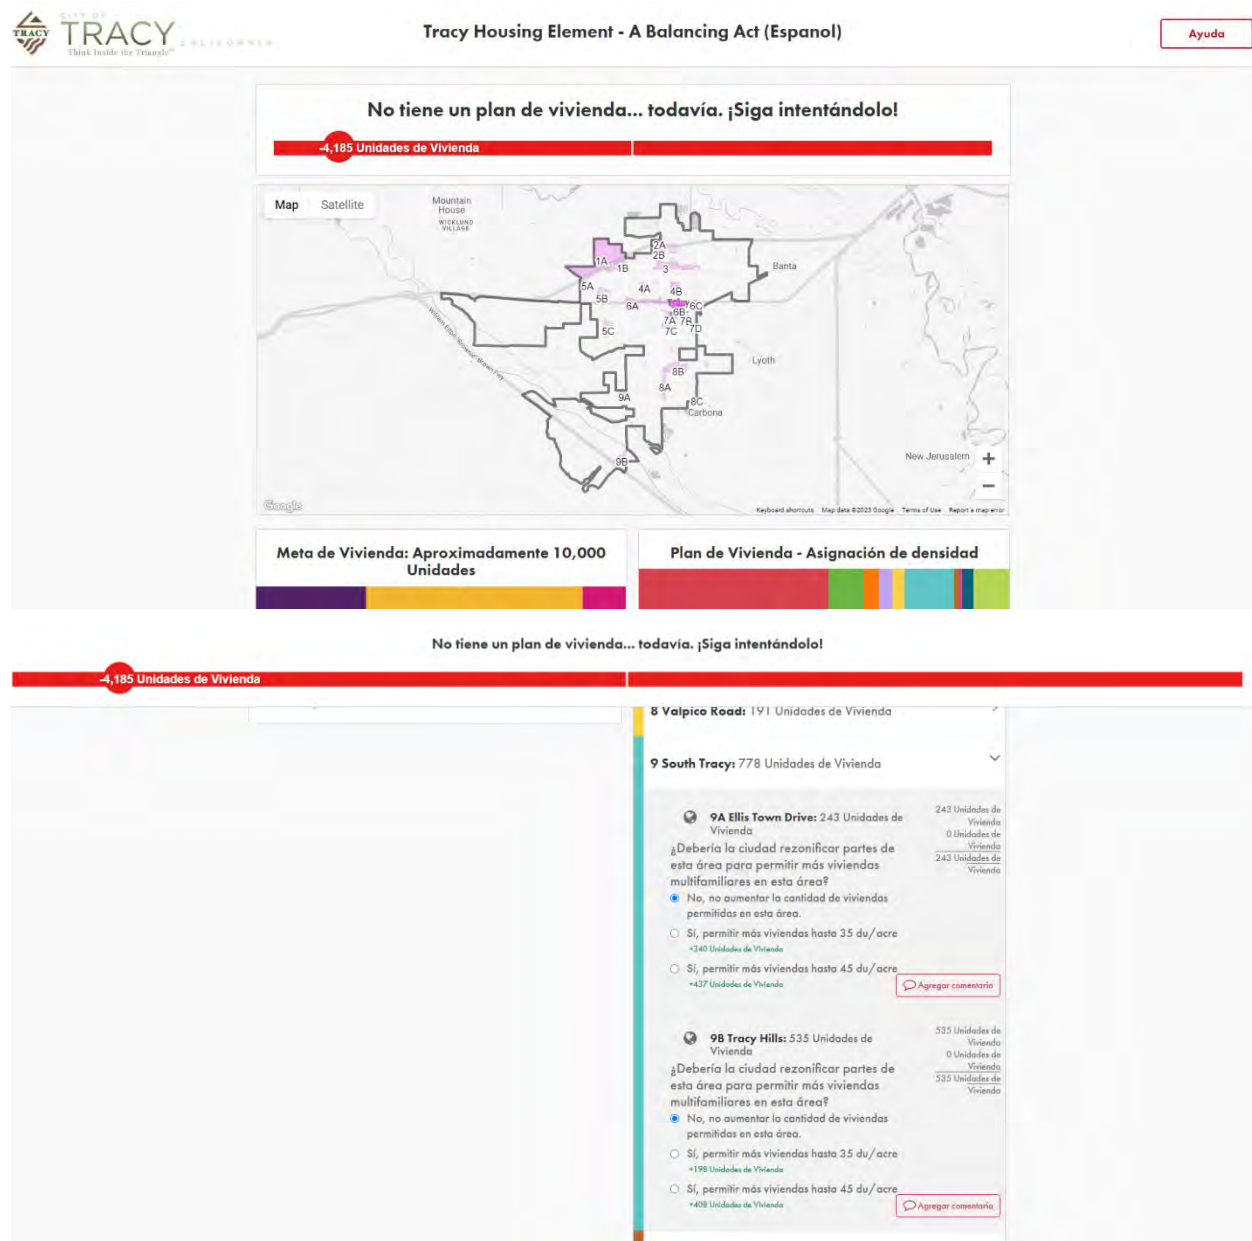 CITY OF
TRACY
TRACY
CALIFORNIA
Think Inside the Triangle™
Tracy Housing Element - A Balancing Act (Espanol)
Ayuda
No tiene un plan de vivienda... todavía. ¡Siga intentándolo!
-4,185 Unidades de Vivienda
Map
Satellite
Mountain
House
WICKLUND
VILLAGE
2A
2B
1A
1B
3
Banta
5A
4A
4B
5B
6A
Tracy
6C
6B
7A
7B
5C
7C
7D
Lyoth
8B
8A
9A
8C
Carbona
9B
New Jerusalem
+
−
Google
Keyboard shortcuts
Map data ©2023 Google
Terms of Use
Report a map error
Meta de Vivienda: Aproximadamente 10,000
Unidades
Plan de Vivienda - Asignación de densidad
No tiene un plan de vivienda... todavía. ¡Siga intentándolo!
-4,185 Unidades de Vivienda
8 Valpico Road: 191 Unidades de Vivienda
9 South Tracy: 778 Unidades de Vivienda
9A Ellis Town Drive: 243 Unidades de
Vivienda
243 Unidades de
Vivienda
0 Unidades de
Vivienda
243 Unidades de
Vivienda
¿Debería la ciudad rezonificar partes de
esta área para permitir más viviendas
multifamiliares en esta área?
No, no aumentar la cantidad de viviendas
permitidas en esta área.
Sí, permitir más viviendas hasta 35 du/acre
+340 Unidades de Vivienda
Sí, permitir más viviendas hasta 45 du/acre
+437 Unidades de Vivienda
Agregar comentario
9B Tracy Hills: 535 Unidades de
Vivienda
535 Unidades de
Vivienda
0 Unidades de
Vivienda
535 Unidades de
Vivienda
¿Debería la ciudad rezonificar partes de
esta área para permitir más viviendas
multifamiliares en esta área?
No, no aumentar la cantidad de viviendas
permitidas en esta área.
Sí, permitir más viviendas hasta 35 du/acre
+198 Unidades de Vivienda
Sí, permitir más viviendas hasta 45 du/acre
+408 Unidades de Vivienda
Agregar comentario